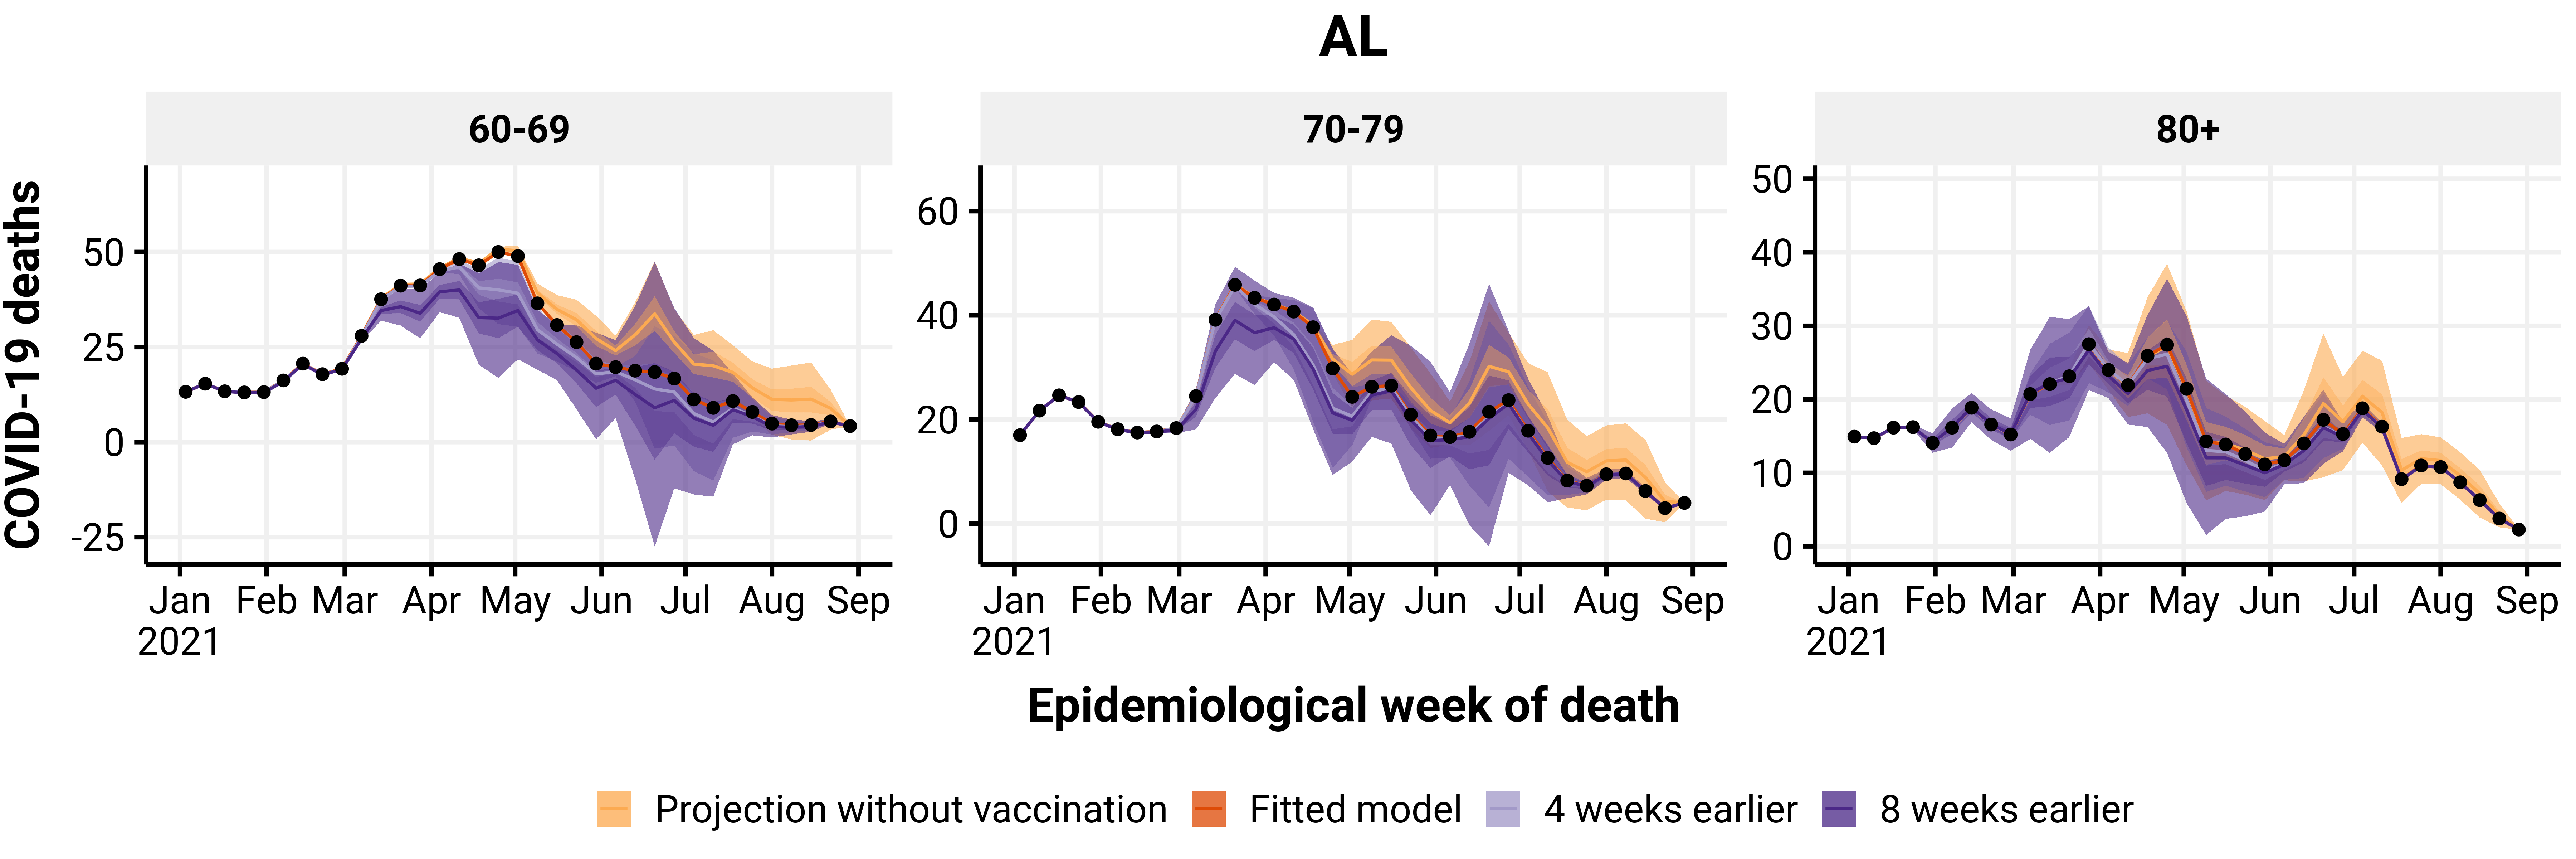 AL
60-69
70-79
80+
COVID-19 deaths
50
25
0
-25
60
40
20
0
50
40
30
20
10
0
Jan Feb Mar Apr May Jun Jul Aug Sep
2021
Jan Feb Mar Apr May Jun Jul Aug Sep
2021
Jan Feb Mar Apr May Jun Jul Aug Sep
2021
Epidemiological week of death
Projection without vaccination Fitted model 4 weeks earlier 8 weeks earlier